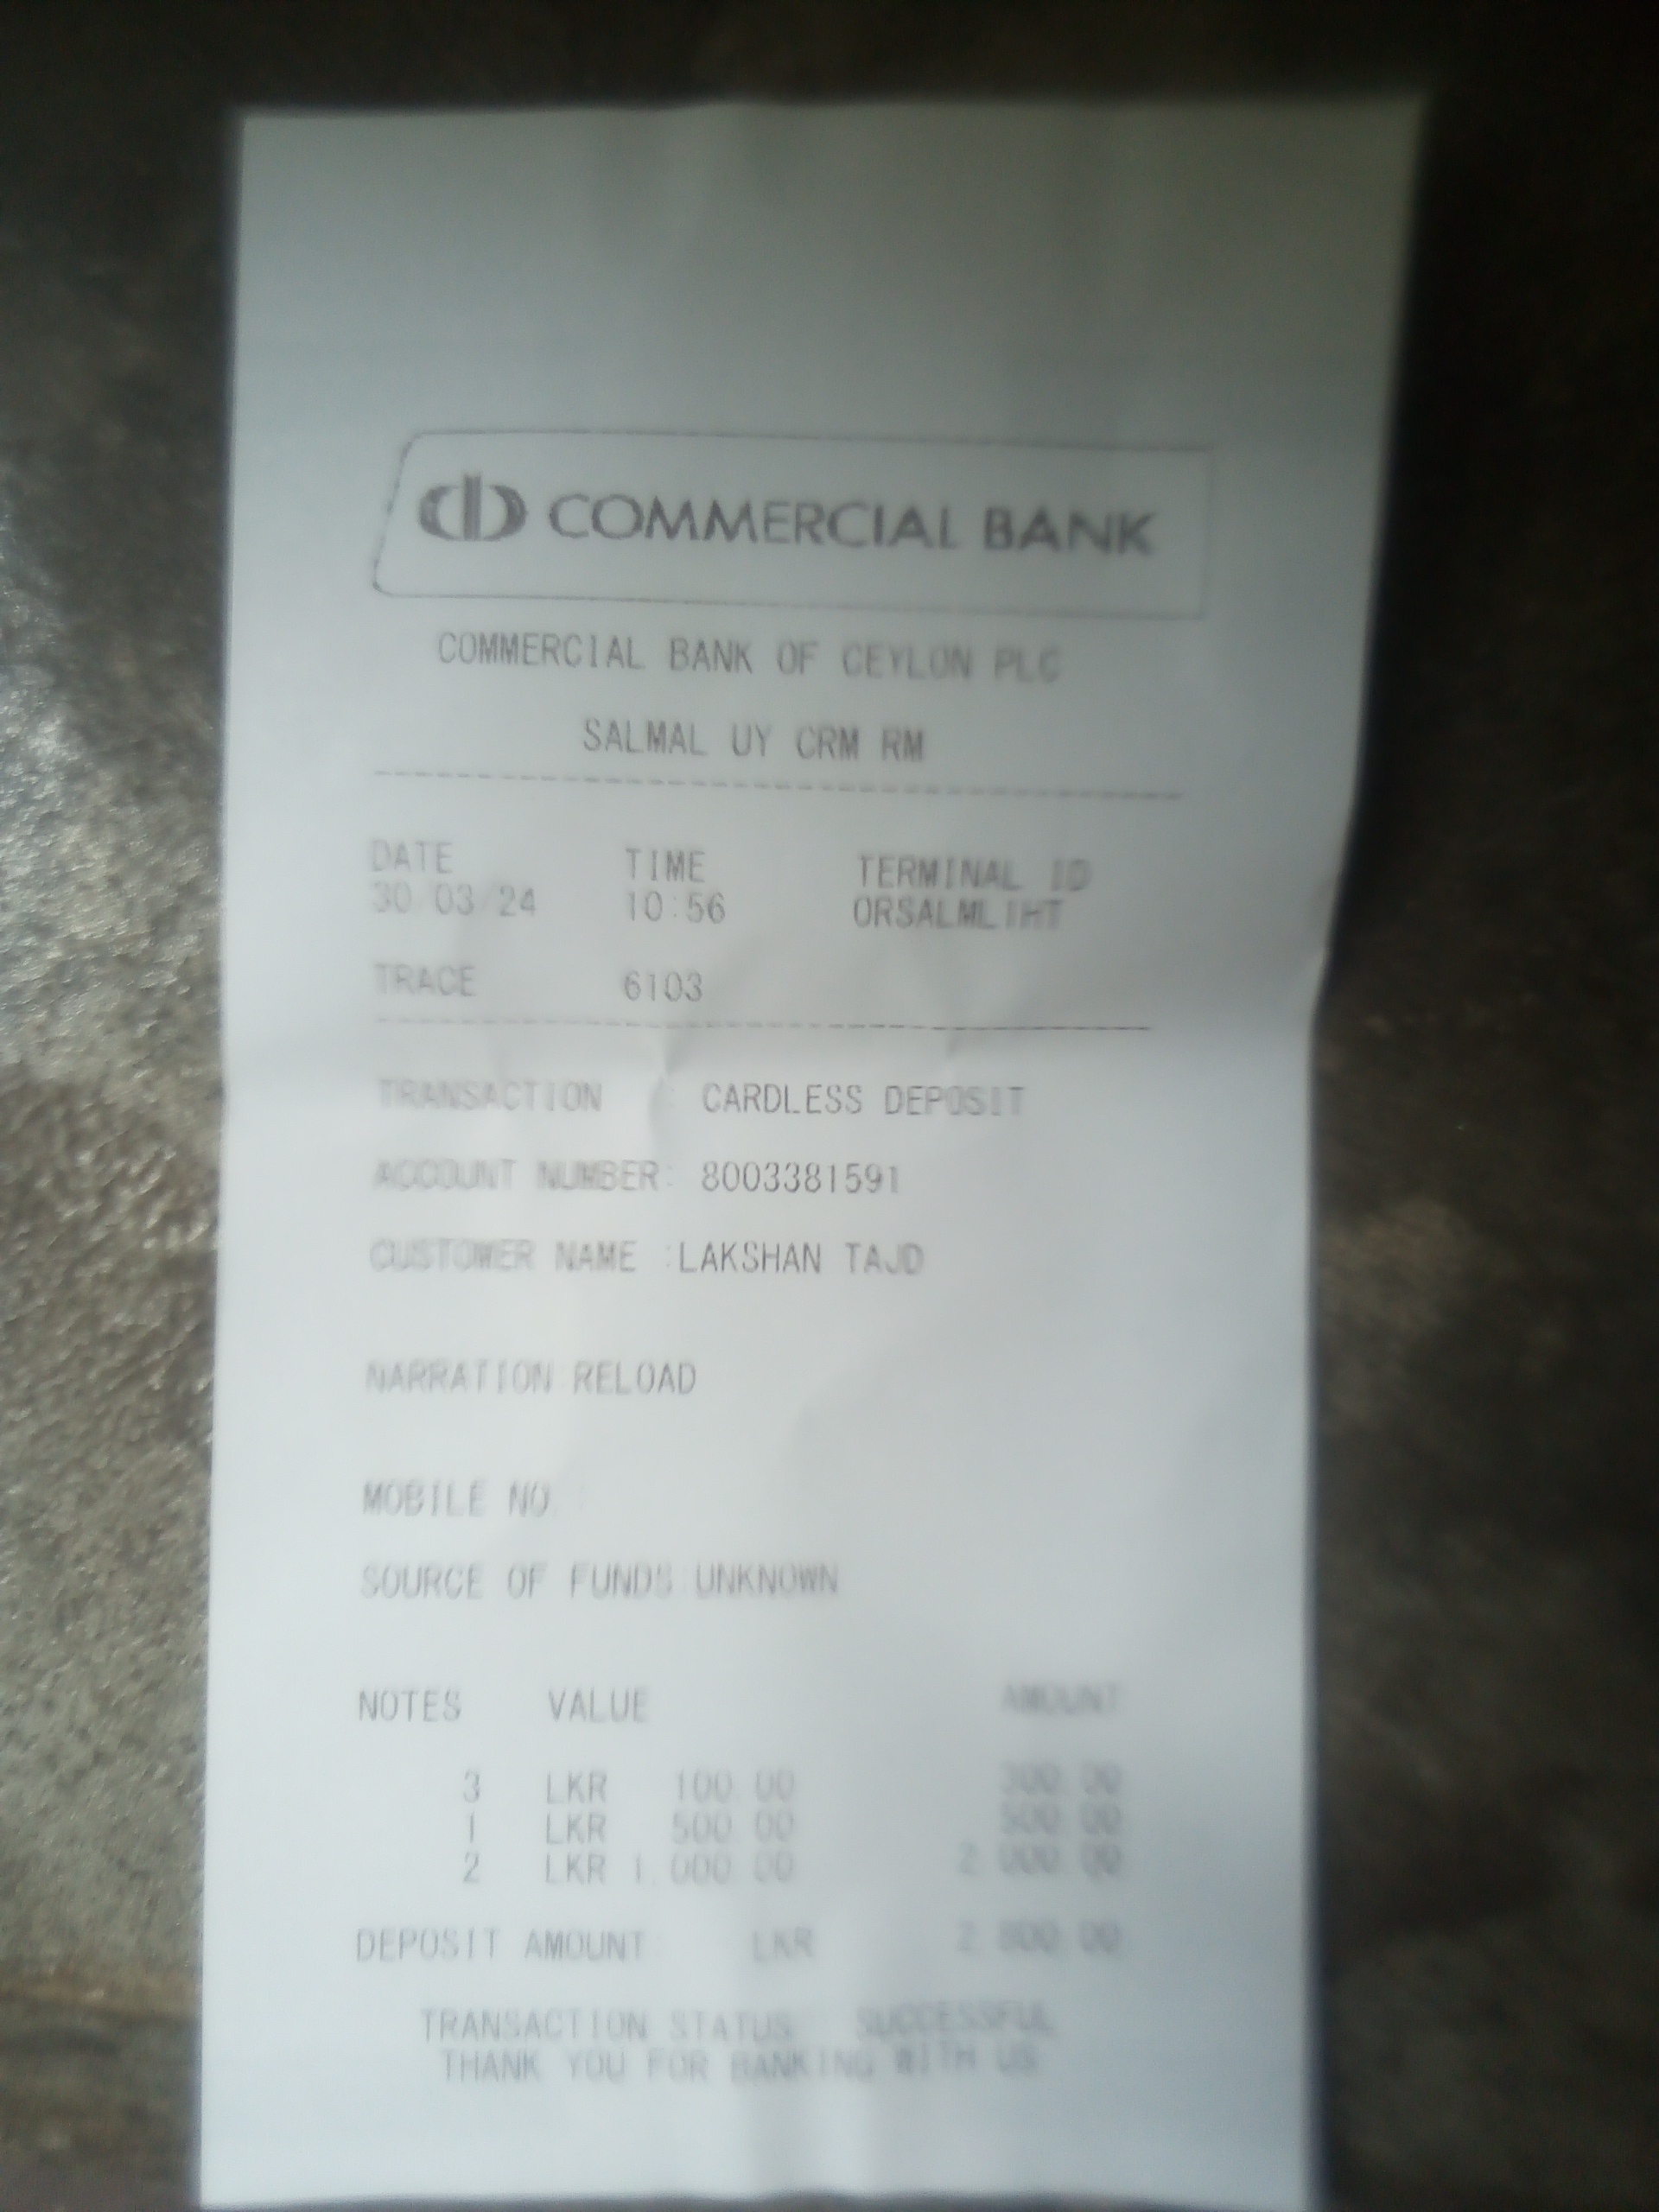 COMMERCIAL BANK
COMMERCIAL BANK OF CEYLON PLC
SALMAL UY CRM RM
DATE TIME TERMINAL ID
30/03/24 10:56 ORSALMLIHT
TRACE 6103
TRANSACTION : CARDLESS DEPOSIT
ACCOUNT NUMBER: 8003381591
CUSTOMER NAME :LAKSHAN TAJD
NARRATION:RELOAD
MOBILE NO :
SOURCE OF FUNDS:UNKNOWN
NOTES VALUE AMOUNT
3 LKR 100.00 300.00
1 LKR 500.00 500.00
2 LKR 1,000.00 2,000.00
DEPOSIT AMOUNT: LKR 2,800.00
TRANSACTION STATUS: SUCCESSFUL
THANK YOU FOR BANKING WITH US